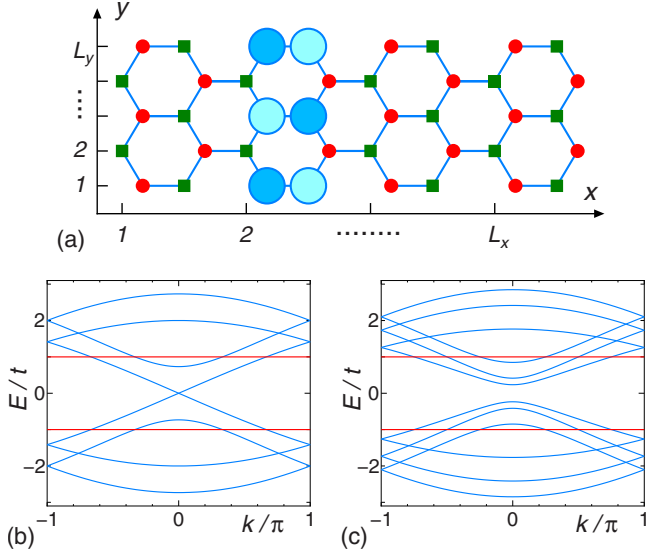 y
L_y
⋮
2
1
x
(a)
1
2
........
L_x
E/t
2
0
−2
−1
0
k/π
1
(b)
E/t
2
0
−2
−1
0
k/π
1
(c)